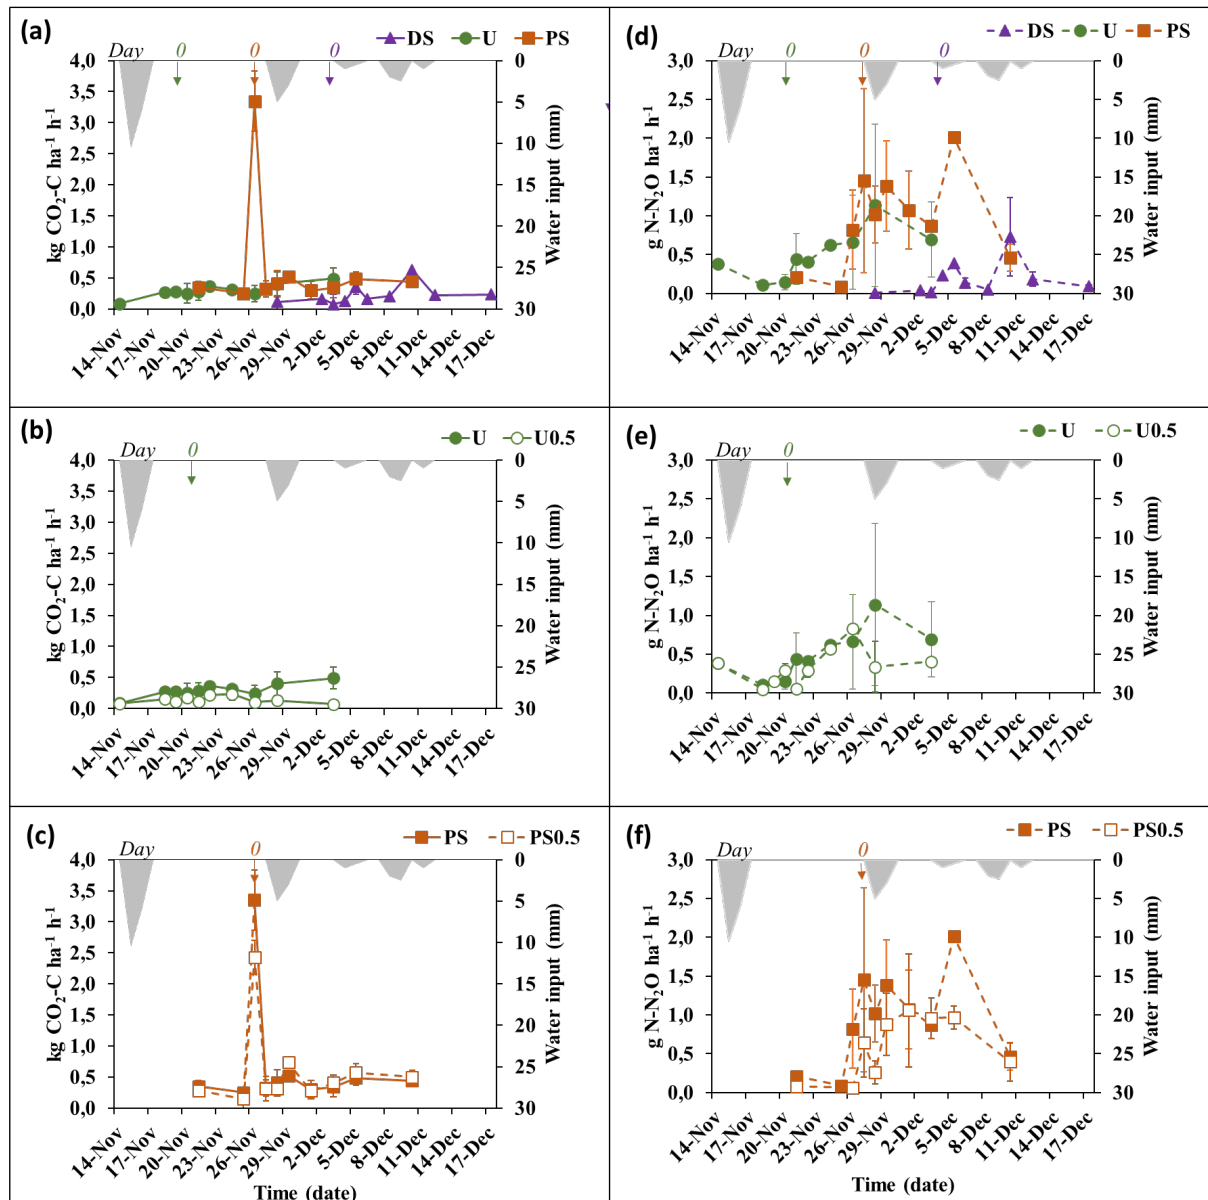 (a)
DS U PS
Day 0 0 0
4,0 0
3,5 5
3,0 10
2,5 15
2,0 20
1,5 25
1,0 30
0,5
0,0
kg CO₂-C ha⁻¹ h⁻¹
Water input (mm)
14-Nov 17-Nov 20-Nov 23-Nov 26-Nov 29-Nov 2-Dec 5-Dec 8-Dec 11-Dec 14-Dec 17-Dec
(d)
DS U PS
Day 0 0 0
3,0 0
2,5 5
2,0 10
1,5 15
1,0 20
0,5 25
0,0 30
g N-N₂O ha⁻¹ h⁻¹
Water input (mm)
14-Nov 17-Nov 20-Nov 23-Nov 26-Nov 29-Nov 2-Dec 5-Dec 8-Dec 11-Dec 14-Dec 17-Dec
(b)
U U0.5
Day 0
4,0 0
3,5 5
3,0 10
2,5 15
2,0 20
1,5 25
1,0 30
0,5
0,0
kg CO₂-C ha⁻¹ h⁻¹
Water input (mm)
14-Nov 17-Nov 20-Nov 23-Nov 26-Nov 29-Nov 2-Dec 5-Dec 8-Dec 11-Dec 14-Dec 17-Dec
(e)
U U0.5
Day 0
3,0 0
2,5 5
2,0 10
1,5 15
1,0 20
0,5 25
0,0 30
g N-N₂O ha⁻¹ h⁻¹
Water input (mm)
14-Nov 17-Nov 20-Nov 23-Nov 26-Nov 29-Nov 2-Dec 5-Dec 8-Dec 11-Dec 14-Dec 17-Dec
(c)
PS PS0.5
Day 0
4,0 0
3,5 5
3,0 10
2,5 15
2,0 20
1,5 25
1,0 30
0,5
0,0
kg CO₂-C ha⁻¹ h⁻¹
Water input (mm)
14-Nov 17-Nov 20-Nov 23-Nov 26-Nov 29-Nov 2-Dec 5-Dec 8-Dec 11-Dec 14-Dec 17-Dec
Time (date)
(f)
PS PS0.5
Day 0
3,0 0
2,5 5
2,0 10
1,5 15
1,0 20
0,5 25
0,0 30
g N-N₂O ha⁻¹ h⁻¹
Water input (mm)
14-Nov 17-Nov 20-Nov 23-Nov 26-Nov 29-Nov 2-Dec 5-Dec 8-Dec 11-Dec 14-Dec 17-Dec
Time (date)